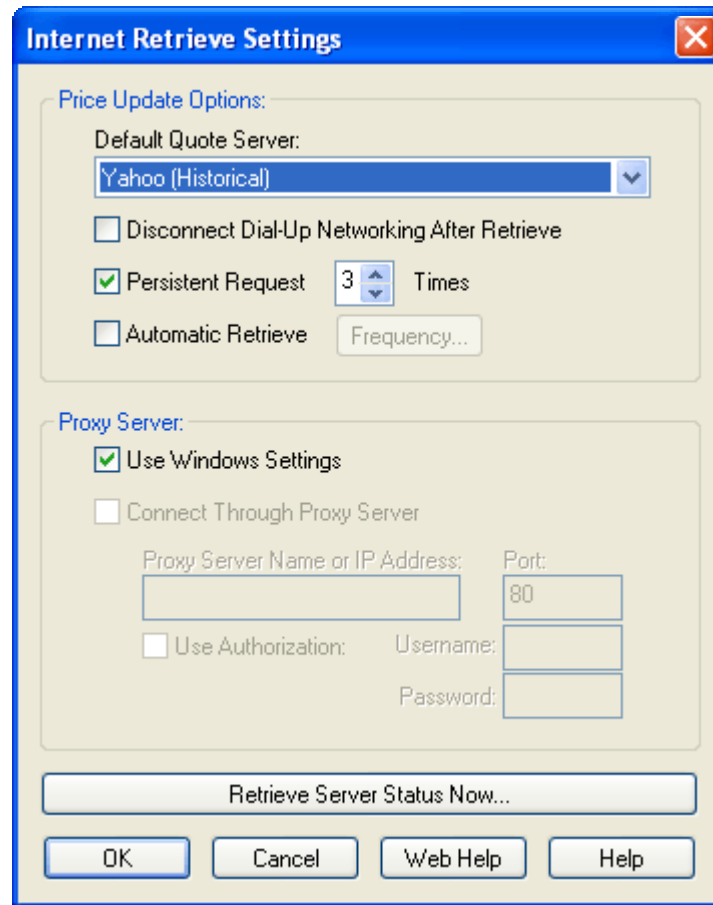 Internet Retrieve Settings
Price Update Options:
Default Quote Server:
Yahoo (Historical)
Disconnect Dial-Up Networking After Retrieve
Persistent Request 3 Times
Automatic Retrieve Frequency...
Proxy Server:
Use Windows Settings
Connect Through Proxy Server
Proxy Server Name or IP Address: Port:
80
Use Authorization: Username:
Password:
Retrieve Server Status Now...
OK Cancel Web Help Help